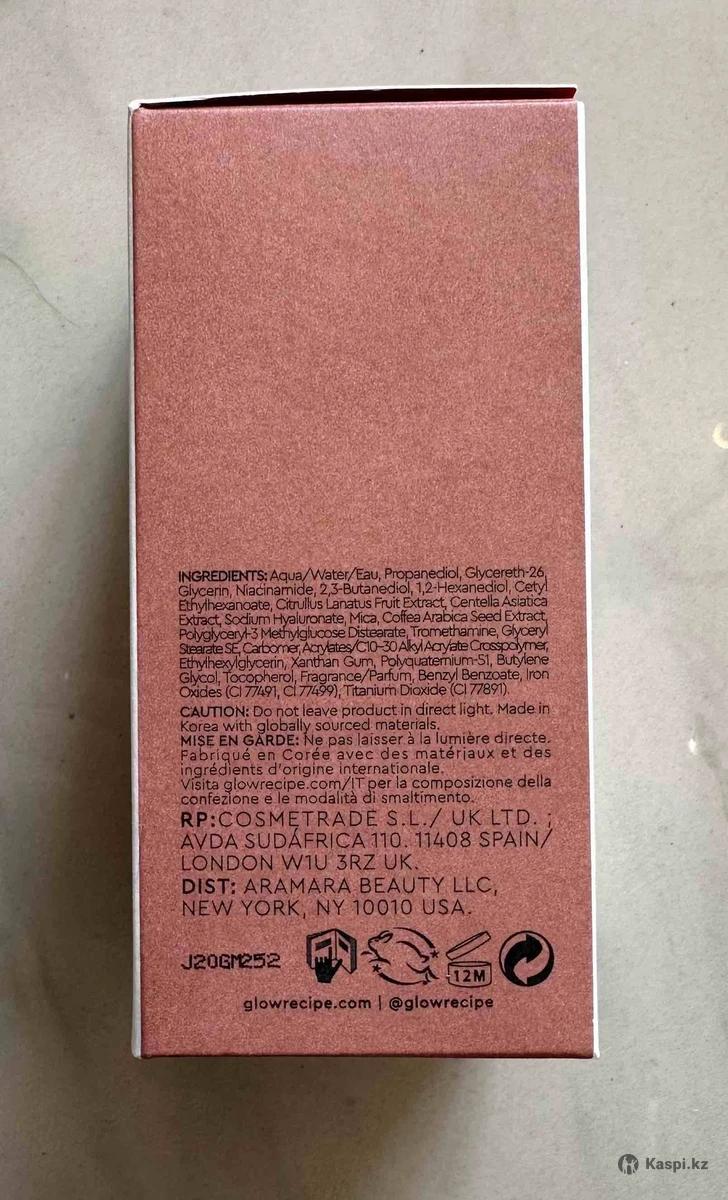 INGREDIENTS: Aqua/Water/Eau, Propanediol, Glycereth-26,
Glycerin, Niacinamide, 2,3-Butanediol, 1,2-Hexanediol, Cetyl
Ethylhexanoate, Citrullus Lanatus Fruit Extract, Centella Asiatica
Extract, Sodium Hyaluronate, Mica, Coffea Arabica Seed Extract,
Polyglyceryl-3 Methylglucose Distearate, Tromethamine, Glyceryl
Stearate SE, Carbomer, Acrylates/C10-30 Alkyl Acrylate Crosspolymer,
Ethylhexylglycerin, Xanthan Gum, Polyquaternium-51, Butylene
Glycol, Tocopherol, Fragrance/Parfum, Benzyl Benzoate, Iron
Oxides (CI 77491, CI 77499), Titanium Dioxide (CI 77891).
CAUTION: Do not leave product in direct light. Made in
Korea with globally sourced materials.
MISE EN GARDE: Ne pas laisser à la lumière directe.
Fabriqué en Corée avec des matériaux et des
ingrédients d'origine internationale.
Visita glowrecipe.com/IT per la composizione della
confezione e le modalità di smaltimento.
RP:COSMETRADE S.L./ UK LTD. ;
AVDA SUDÁFRICA 110. 11408 SPAIN/
LONDON W1U 3RZ UK.
DIST: ARAMARA BEAUTY LLC,
NEW YORK, NY 10010 USA.
J20GM252
12M
glowrecipe.com | @glowrecipe
Kaspi.kz